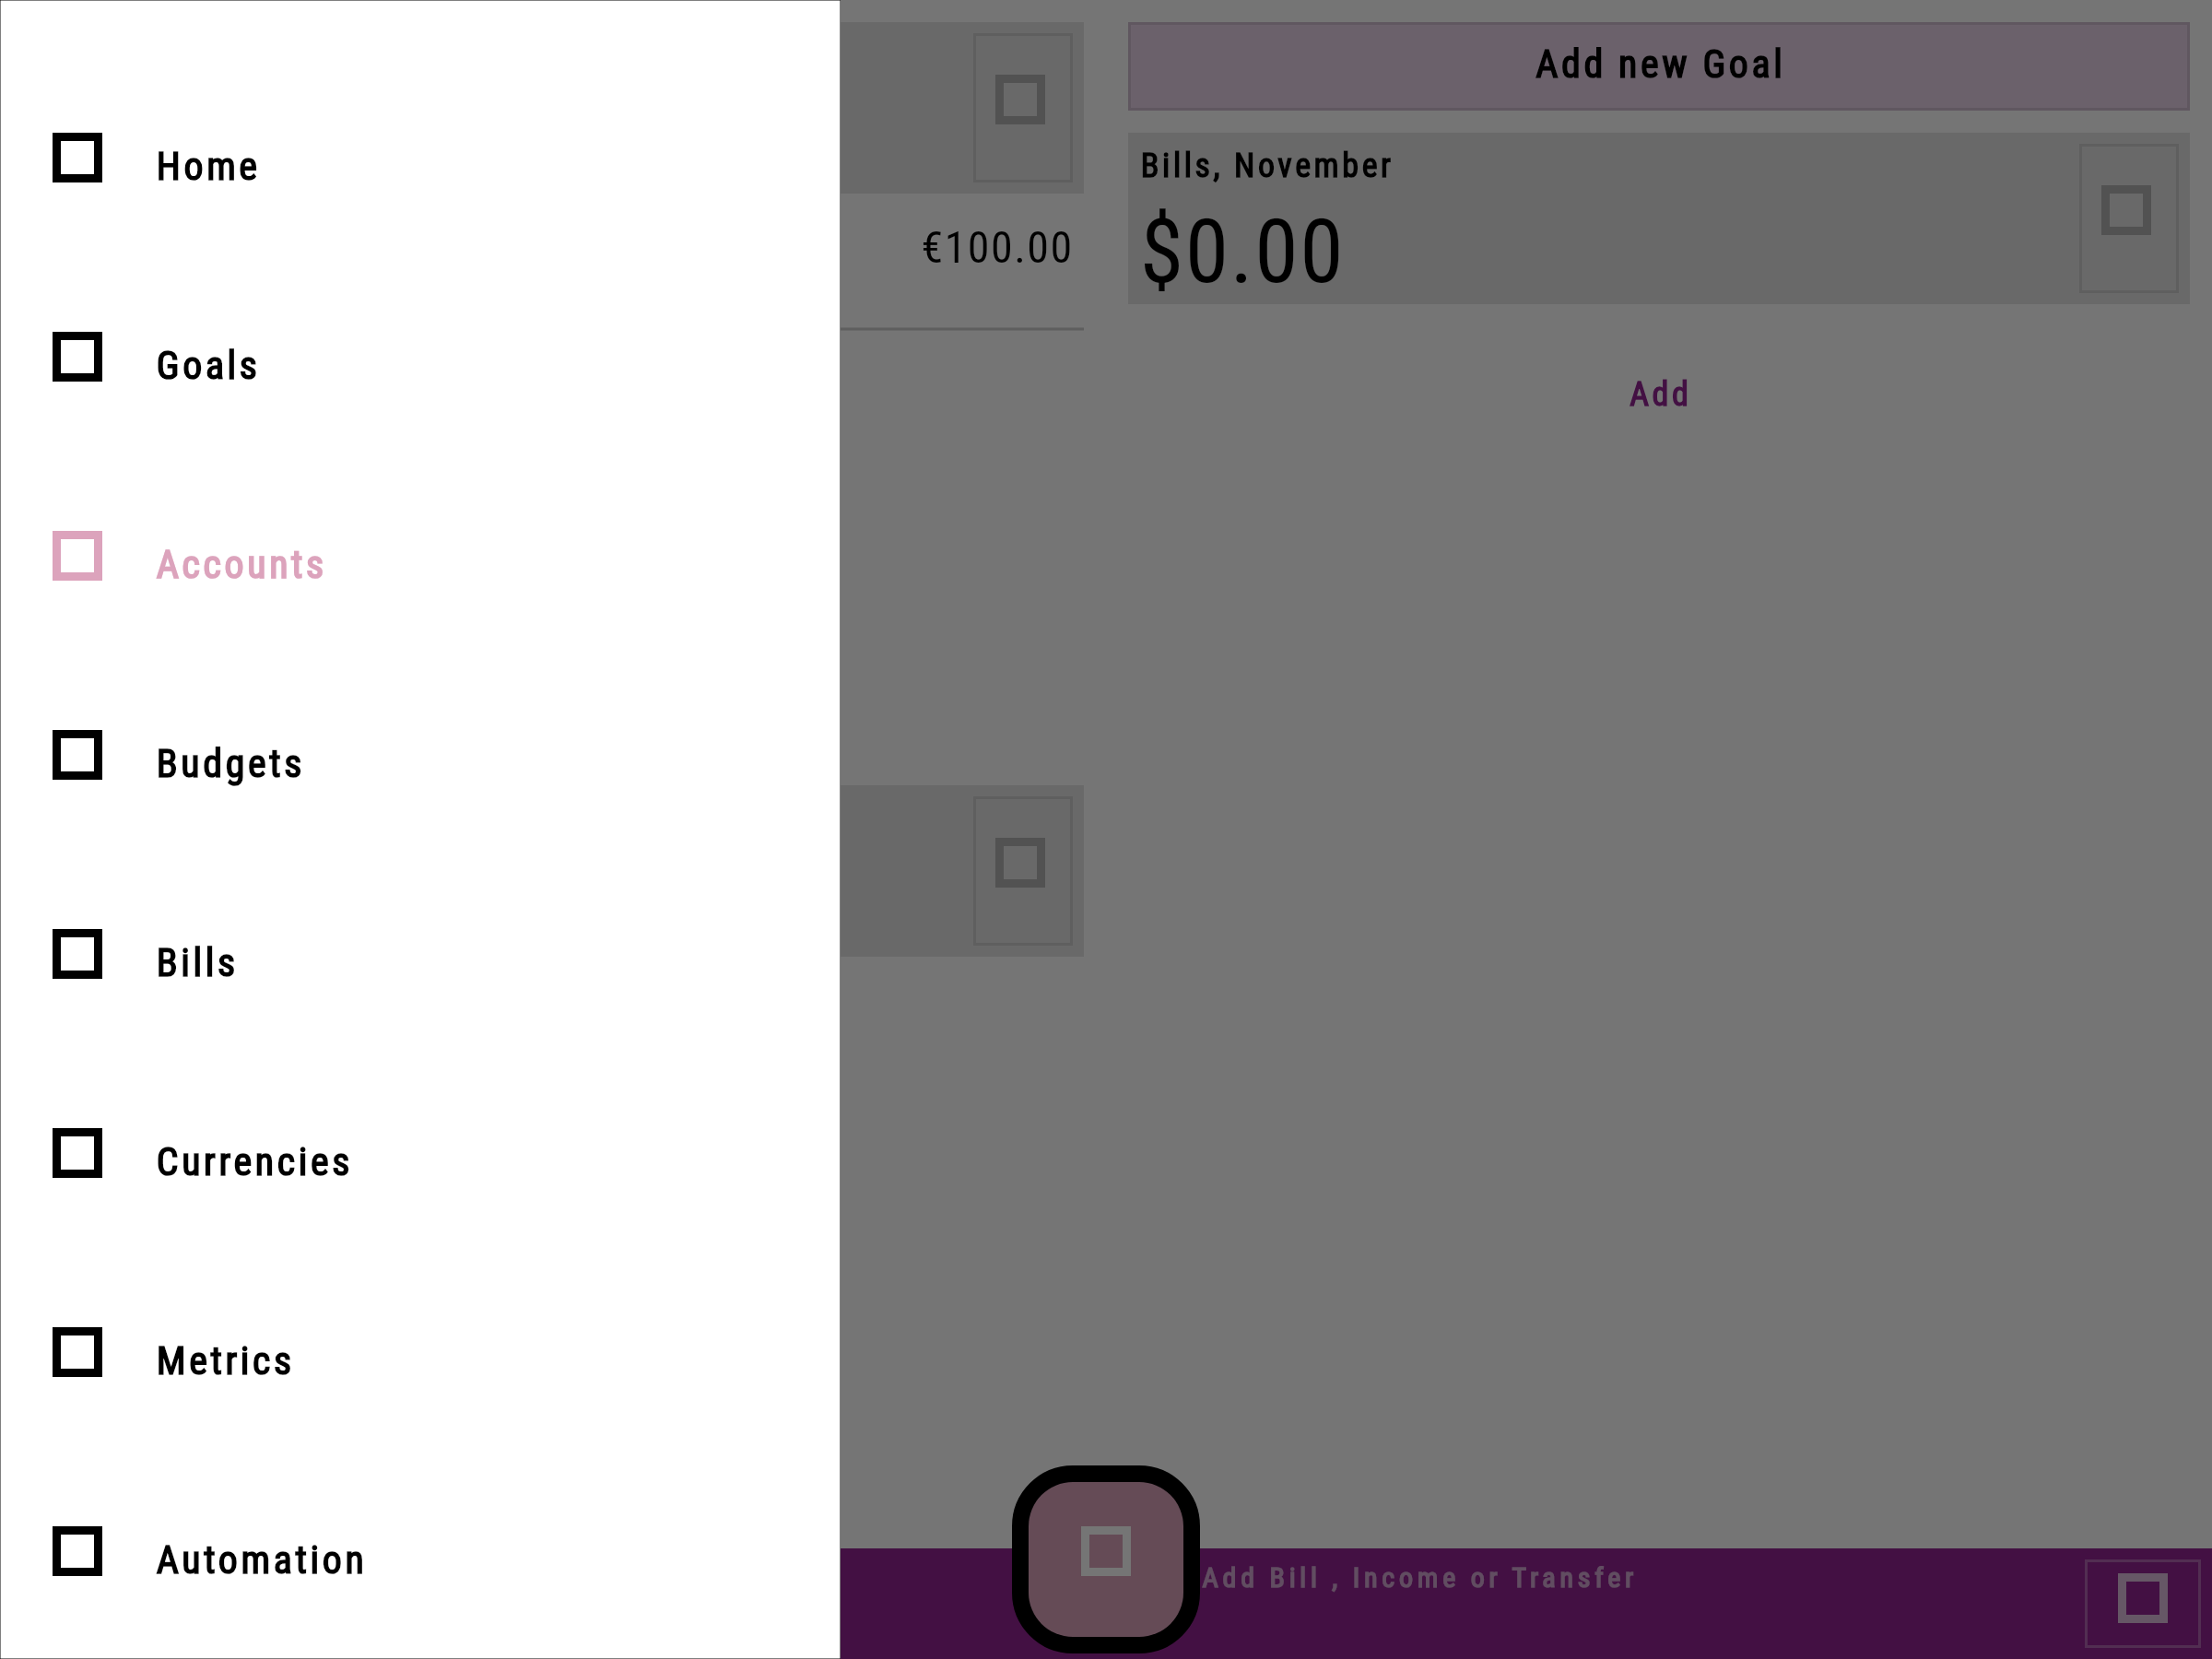 Home
Goals
Accounts
Budgets
Bills
Currencies
Metrics
Automation
€100.00
Add new Goal
Bills, November
$0.00
Add
Add Bill , Income or Transfer